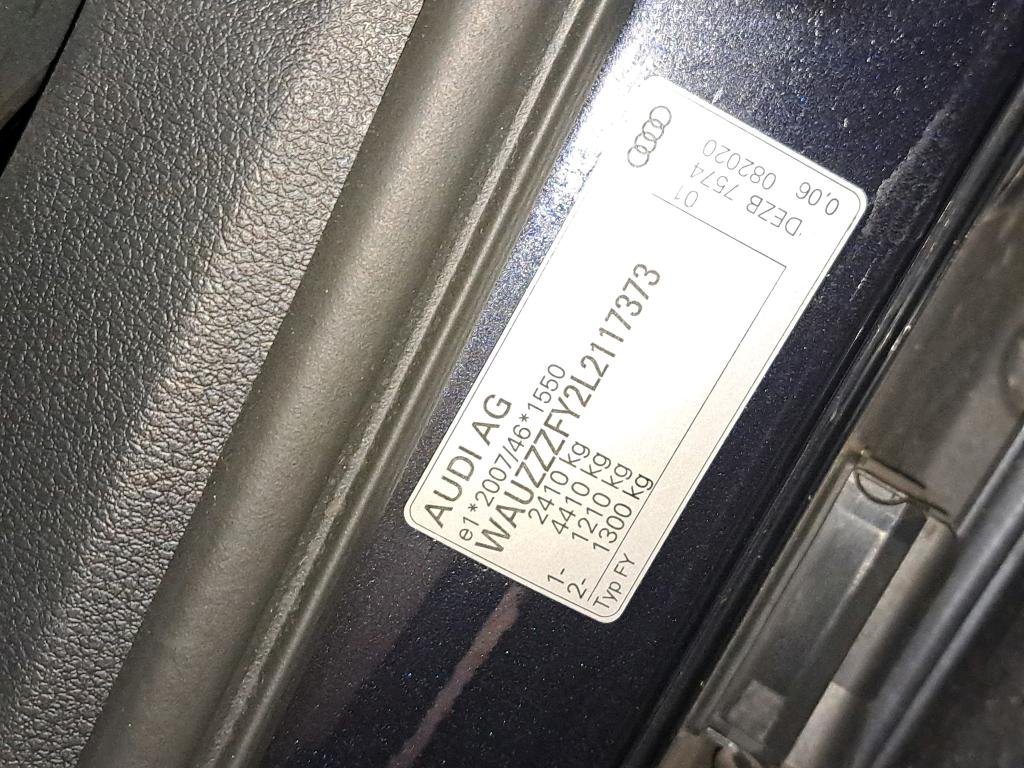 AUDI AG
e1*2007/46*1550
WAUZZZFY2L2117373
2410 kg
4410 kg
1- 1210 kg
2- 1300 kg
Typ FY
01
DEZB 7574
0,06 082020